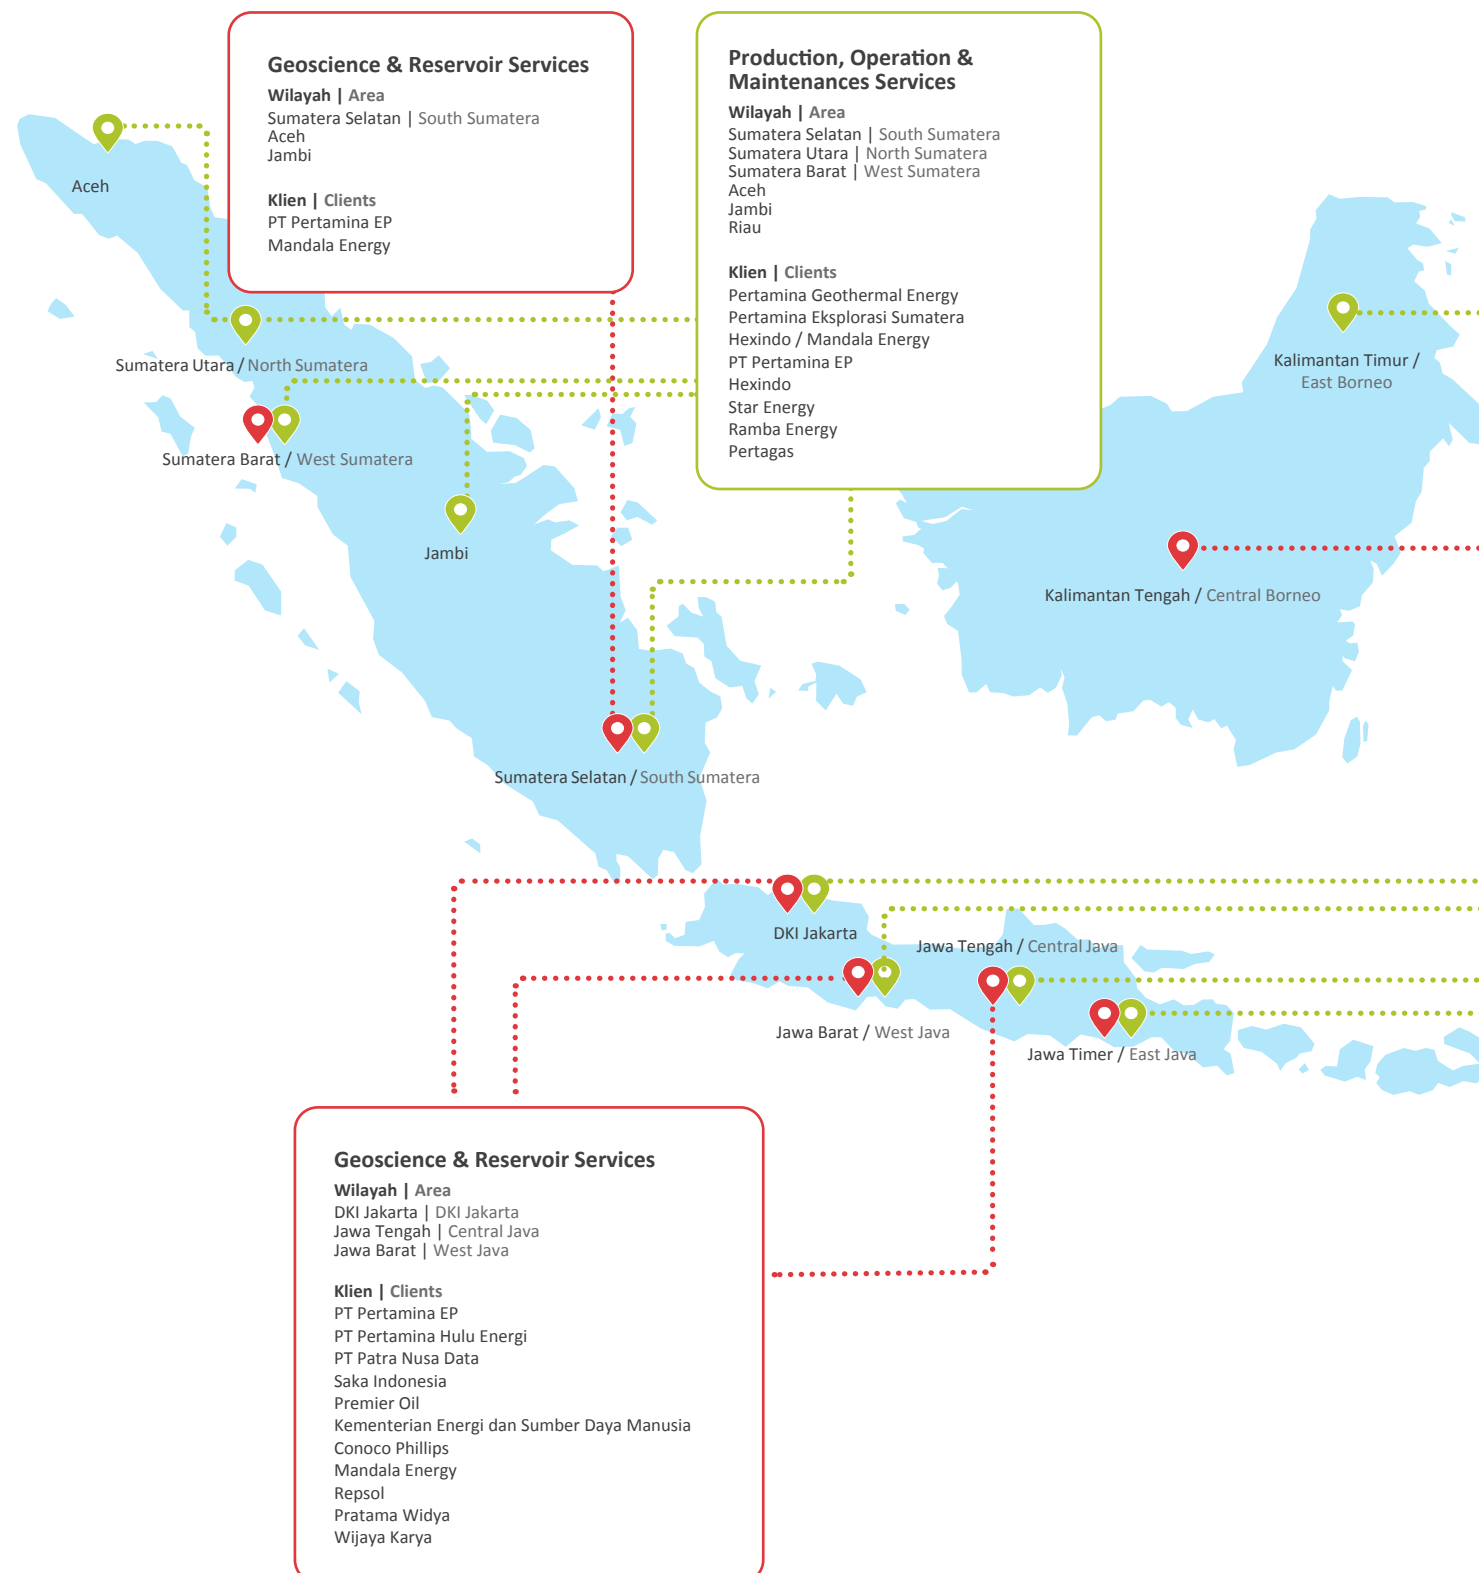 Geoscience & Reservoir Services
Wilayah | Area
Sumatera Selatan | South Sumatera
Aceh
Jambi
Klien | Clients
PT Pertamina EP
Mandala Energy
Production, Operation &
Maintenances Services
Wilayah | Area
Sumatera Selatan | South Sumatera
Sumatera Utara | North Sumatera
Sumatera Barat | West Sumatera
Aceh
Jambi
Riau
Klien | Clients
Pertamina Geothermal Energy
Pertamina Eksplorasi Sumatera
Hexindo / Mandala Energy
PT Pertamina EP
Hexindo
Star Energy
Ramba Energy
Pertagas
Aceh
Sumatera Utara / North Sumatera
Sumatera Barat / West Sumatera
Jambi
Sumatera Selatan / South Sumatera
Kalimantan Timur /
East Borneo
Kalimantan Tengah / Central Borneo
DKI Jakarta
Jawa Tengah / Central Java
Jawa Barat / West Java
Jawa Timer / East Java
Geoscience & Reservoir Services
Wilayah | Area
DKI Jakarta | DKI Jakarta
Jawa Tengah | Central Java
Jawa Barat | West Java
Klien | Clients
PT Pertamina EP
PT Pertamina Hulu Energi
PT Patra Nusa Data
Saka Indonesia
Premier Oil
Kementerian Energi dan Sumber Daya Manusia
Conoco Phillips
Mandala Energy
Repsol
Pratama Widya
Wijaya Karya